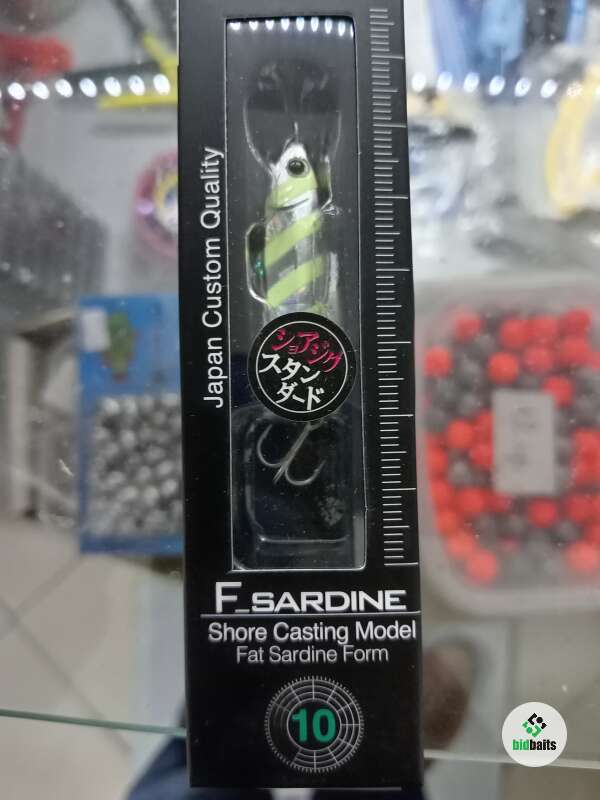 Japan Custom Quality
ショアジグ
スタン
ダード
F_SARDINE
Shore Casting Model
Fat Sardine Form
10
bidbaits